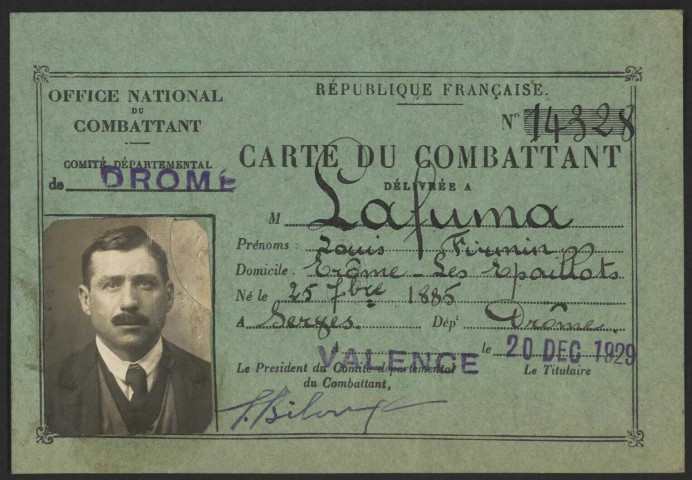 OFFICE NATIONAL
DU
COMBATTANT
COMITÉ DÉPARTEMENTAL
de DROME
RÉPUBLIQUE FRANÇAISE.
N° 14328
CARTE DU COMBATTANT
DÉLIVRÉE A
M Lafuma
Prénoms : Louis Firmin
Domicile : Erôme - Les Epaillots
Né le 25 7bre 1885
A Serves Dépt Drôme
A VALENCE le 20 DEC 1929
Le President du Comité départemental
du Combattant,
Le Titulaire